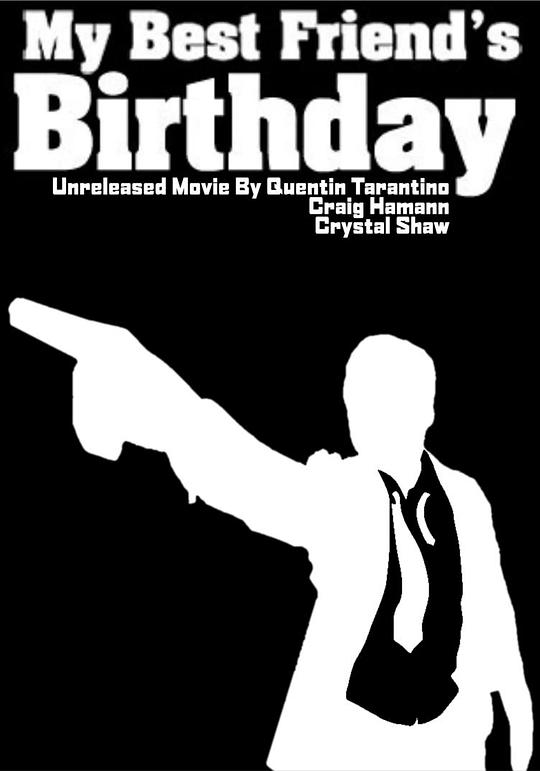 My Best Friend's
Birthday
Unreleased Movie By Quentin Tarantino
Craig Hamann
Crystal Shaw